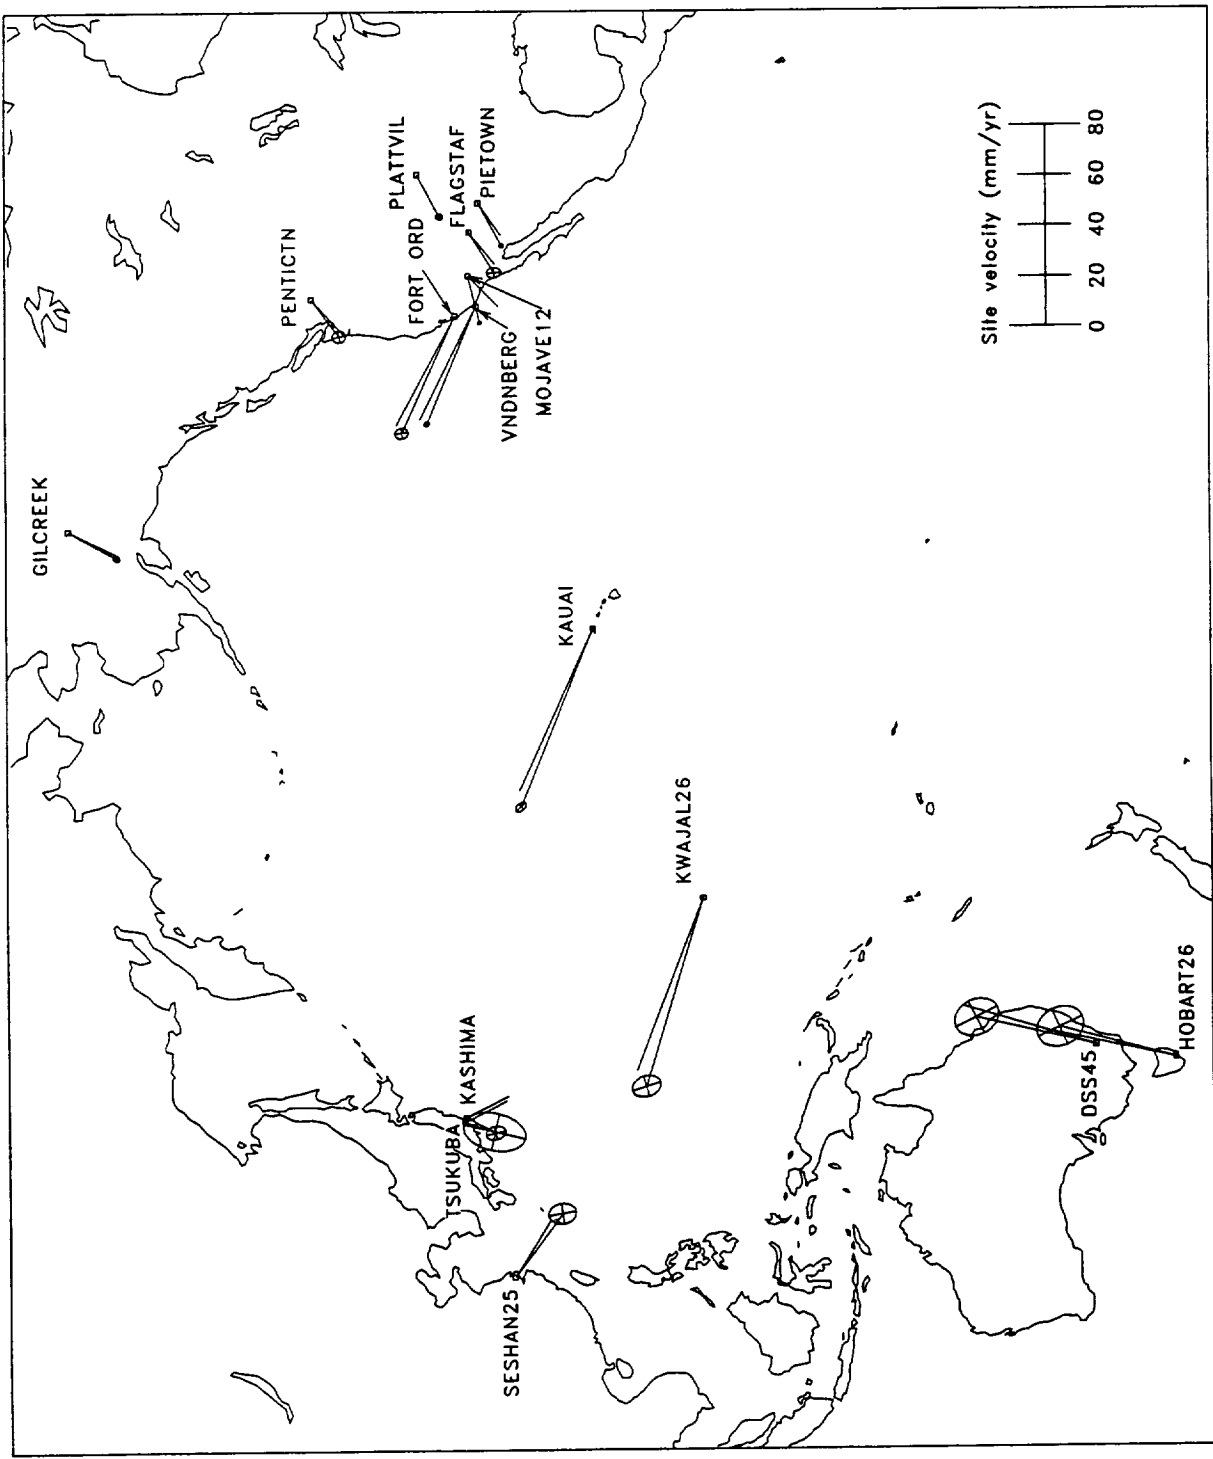 GILCREEK
PENTICTN
PLATTVIL
FORT ORD
FLAGSTAF
PIETOWN
VNDNBERG
MOJAVE12
KAUAI
KWAJAL26
TSUKUBA
KASHIMA
SESHAN25
DSS45
HOBART26
Site velocity (mm/yr)
0 20 40 60 80